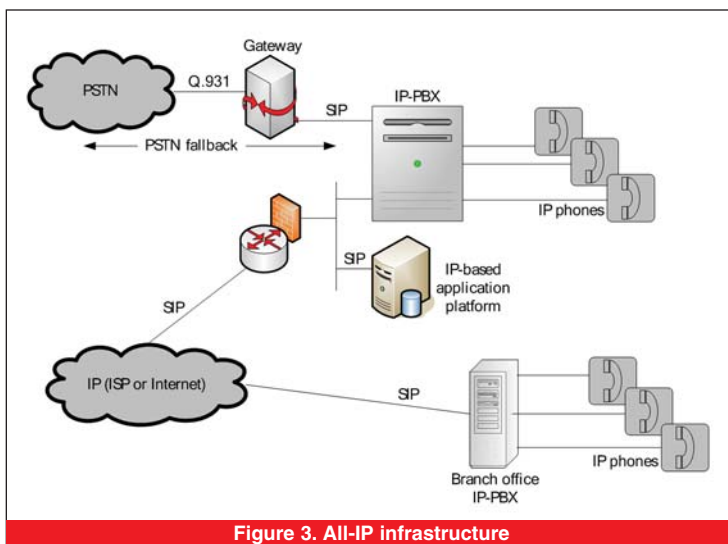 Gateway
PSTN
Q.931
SIP
IP-PBX
PSTN fallback
IP phones
SIP
IP-based
application
platform
SIP
IP (ISP or Internet)
SIP
IP phones
Branch office
IP-PBX
Figure 3. All-IP infrastructure